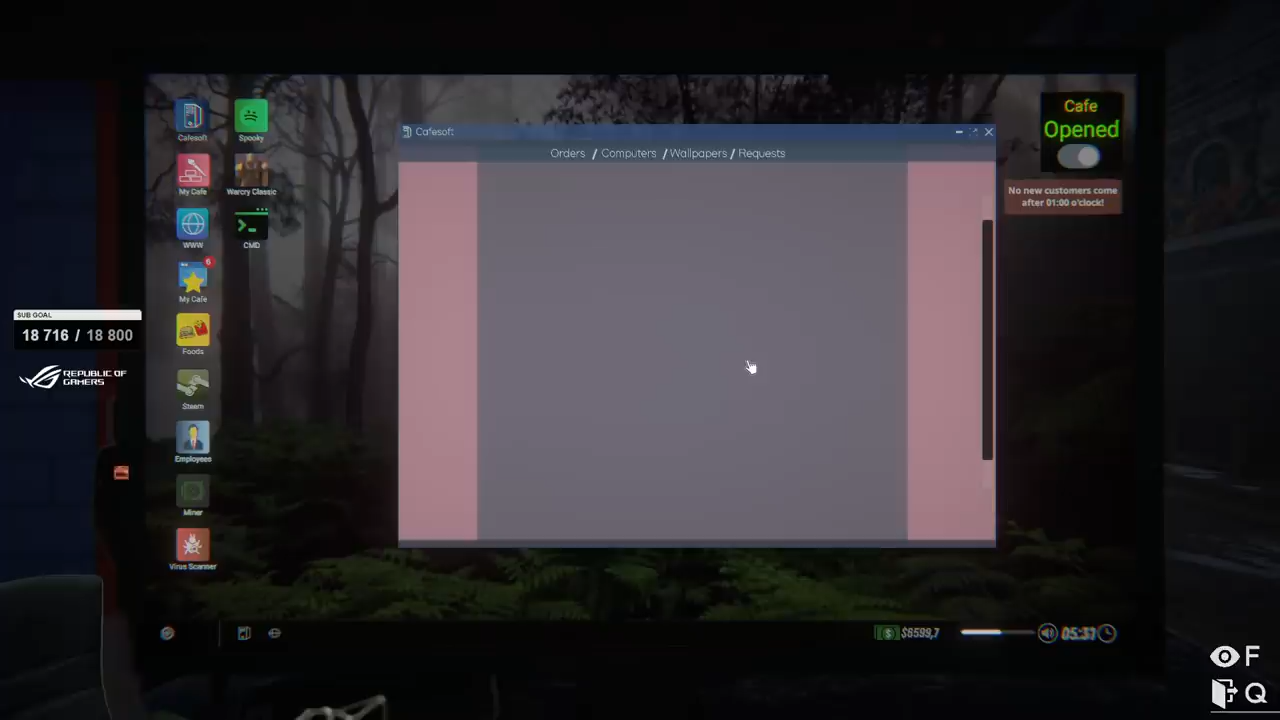 Cafesoft
Orders / Computers / Wallpapers / Requests
Cafe
Opened
No new customers come
after 01:00 o'clock!
Cafesoft
Spooky
My Cafe
Warcry Classic
WWW
CMD
6
My Cafe
Foods
Steam
Employees
Miner
Virus Scanner
SUB GOAL
18 716 / 18 800
REPUBLIC OF
GAMERS
$6599,7
05:31
F
Q